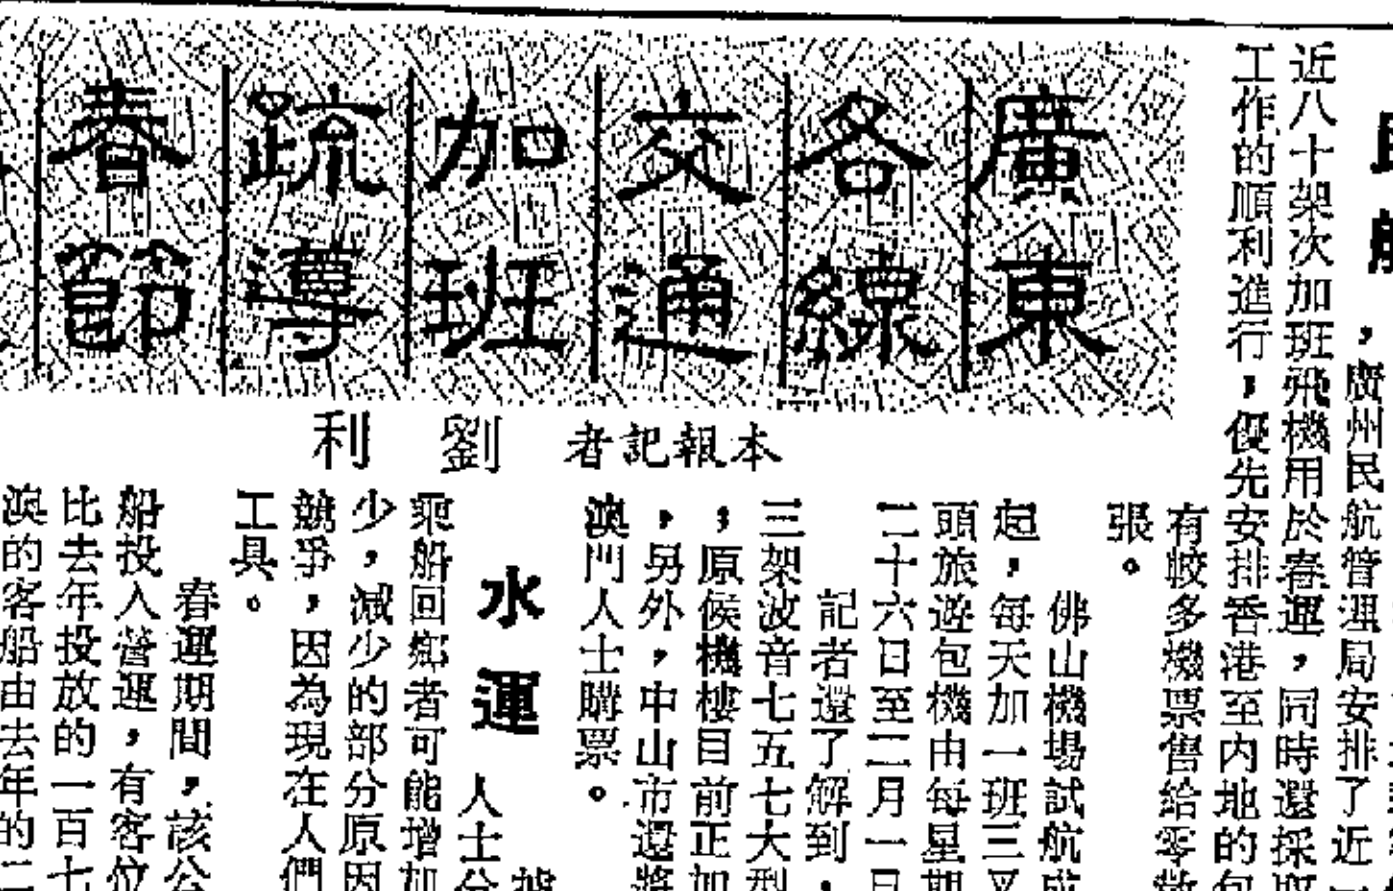 廣東
各線
交通
加班
疏導
春節
本報記者 劉利
，廣州民航管理局安排了近
近八十架次加班飛機用於春運，同時還採取
工作的順利進行，優先安排香港至內地的包
有較多機票售給零散
張。
佛山機場試航成
起，每天加一班三叉
頭旅遊包機由每星期
二十六日至二月一日
記者還了解到，
三架波音七五七大型
，原候機樓目前正加
，另外，中山市還將
澳門人士購票。
水運
人士分
乘船回鄉者可能增加
少，減少的部分原因
競爭，因為現在人們
工具。
春運期間，該公
船投入營運，有客位
比去年投放的一百七
澳的客船由去年的二